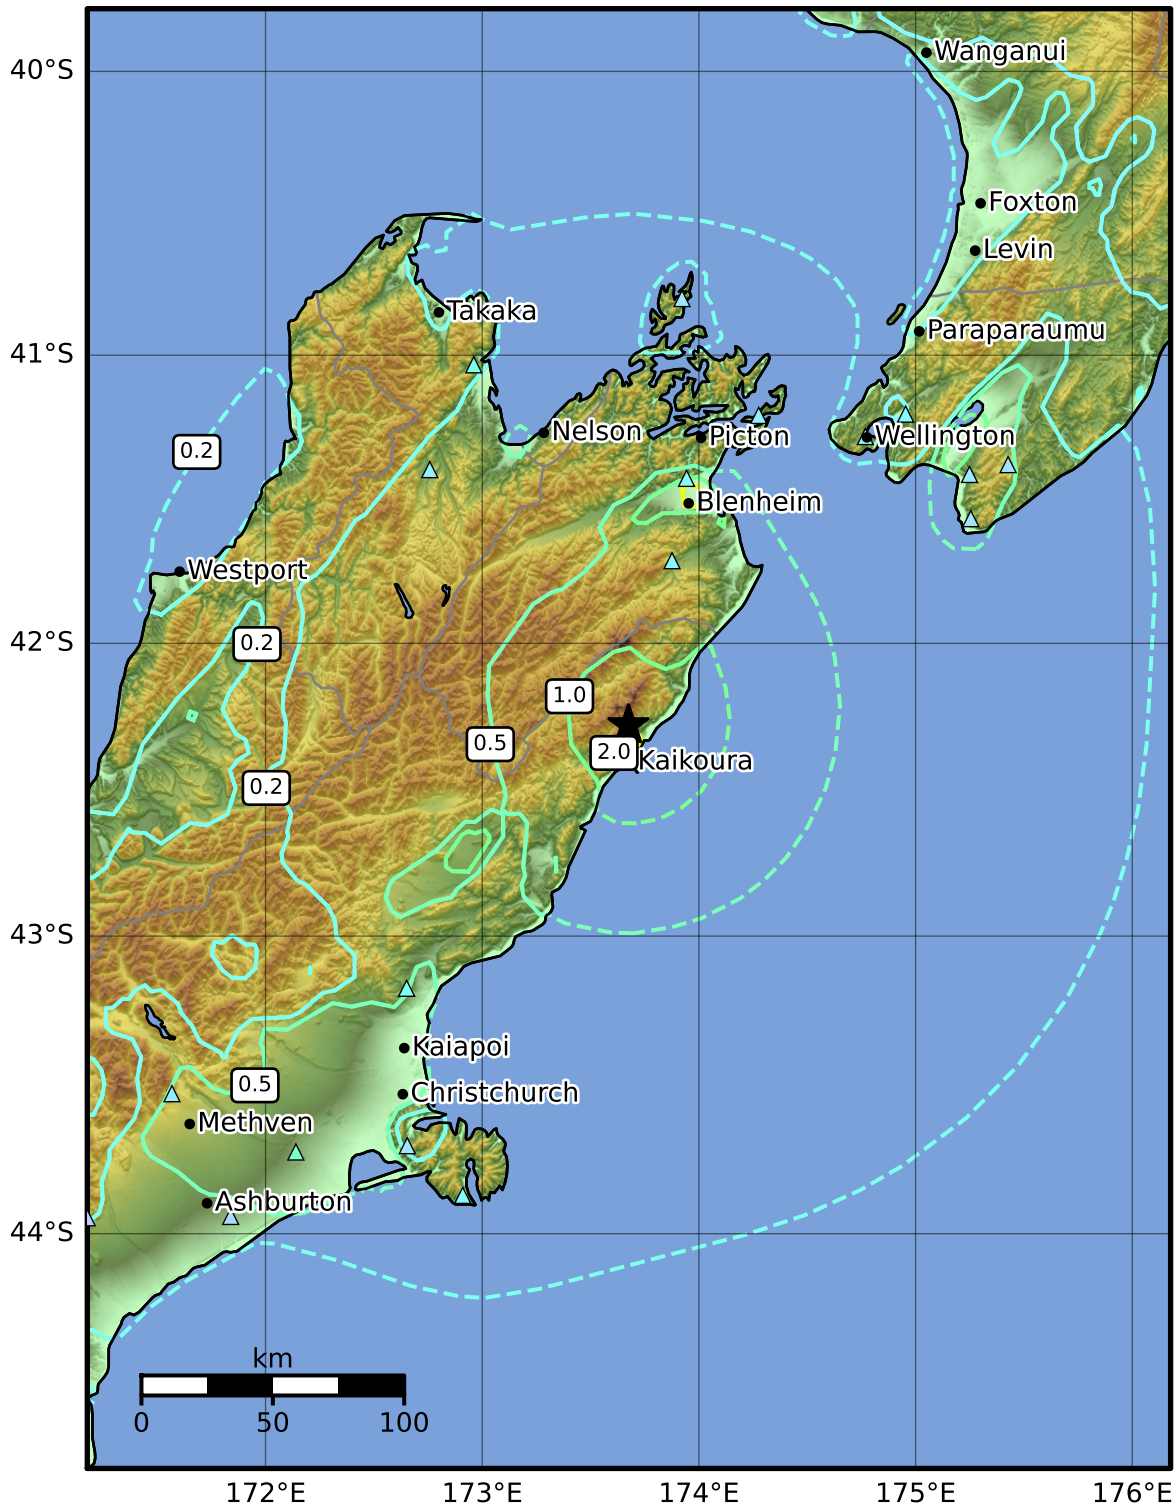 Wanganui
40°S
Foxton
Levin
Takaka
Paraparaumu
41°S
Nelson
Picton
Wellington
0.2
Blenheim
Westport
42°S
0.2
1.0
0.5
2.0
Kaikoura
0.2
43°S
Kaiapoi
0.5
Christchurch
Methven
Ashburton
44°S
km
0 50 100
172°E 173°E 174°E 175°E 176°E